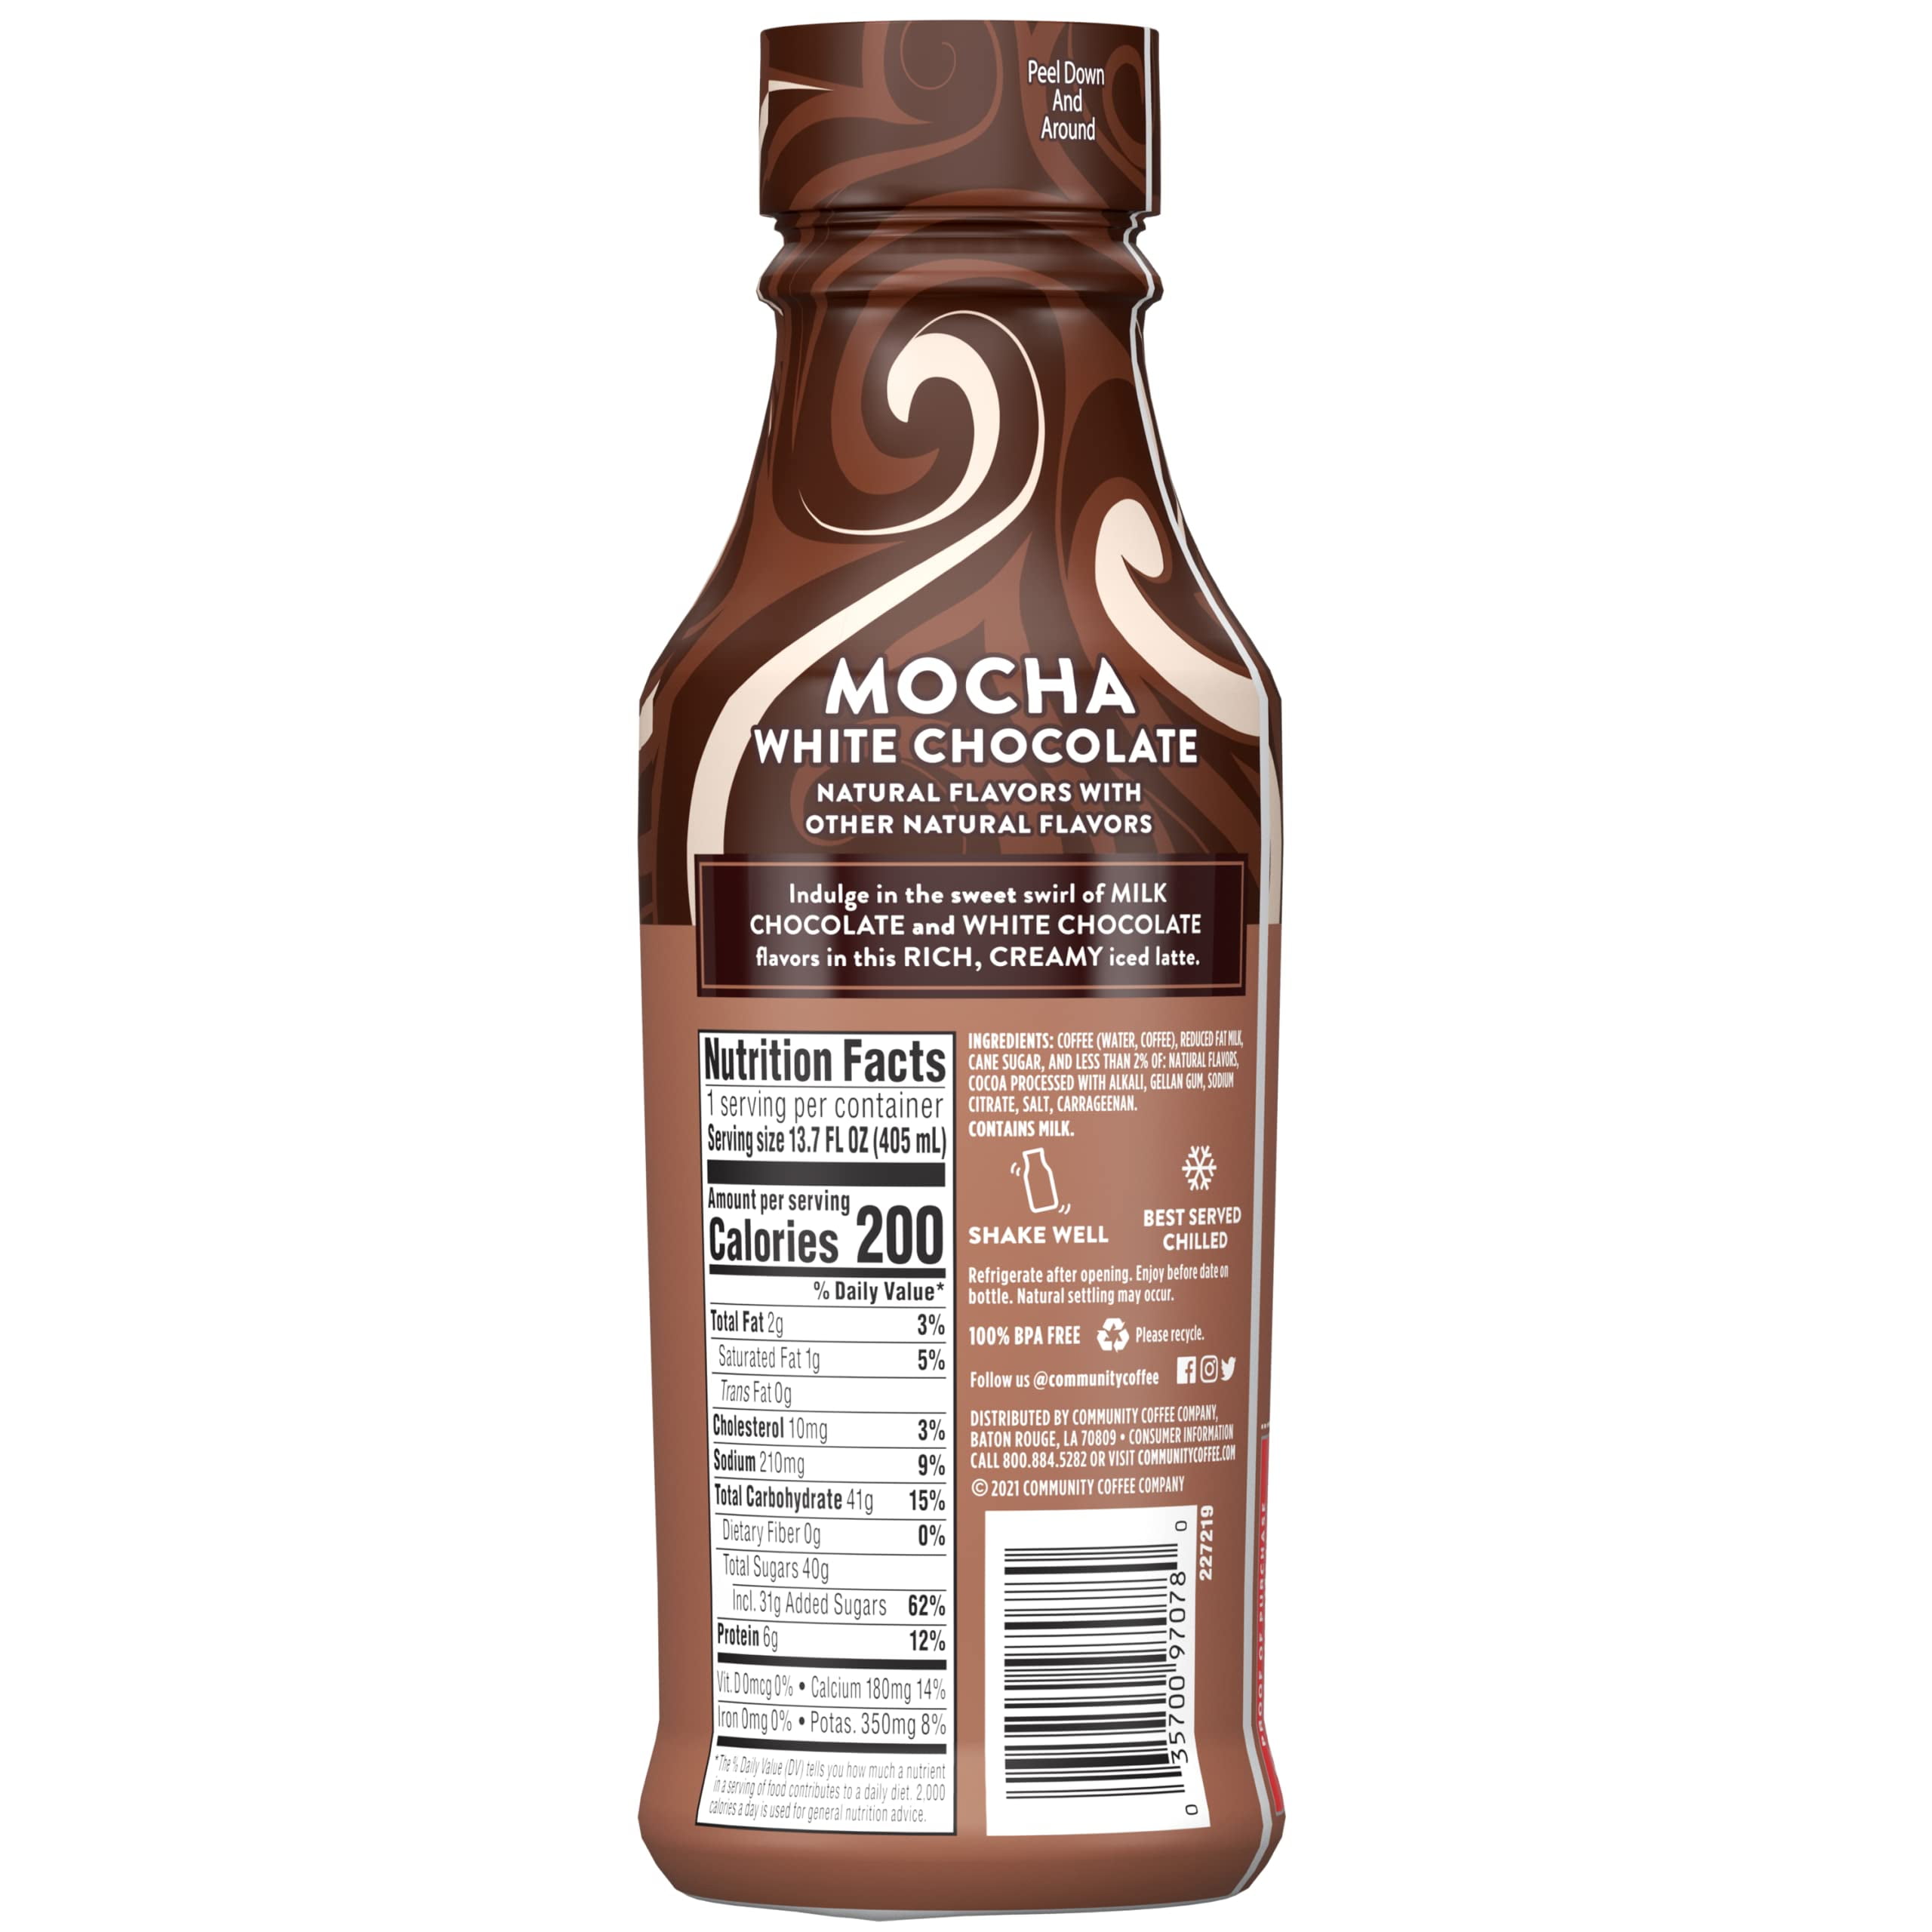 Peel Down
And
Around
MOCHA
WHITE CHOCOLATE
NATURAL FLAVORS WITH
OTHER NATURAL FLAVORS
Indulge in the sweet swirl of MILK
CHOCOLATE and WHITE CHOCOLATE
flavors in this RICH, CREAMY iced latte.
Nutrition Facts
1 serving per container
Serving size 13.7 FL OZ (405 mL)
Amount per serving
Calories 200
% Daily Value*
Total Fat 2g 3%
Saturated Fat 1g 5%
Trans Fat 0g
Cholesterol 10mg 3%
Sodium 210mg 9%
Total Carbohydrate 41g 15%
Dietary Fiber 0g 0%
Total Sugars 40g
Incl. 31g Added Sugars 62%
Protein 6g 12%
Vit. D 0mcg 0% • Calcium 180mg 14%
Iron 0mg 0% • Potas. 350mg 8%
*The % Daily Value (DV) tells you how much a nutrient
in a serving of food contributes to a daily diet. 2,000
calories a day is used for general nutrition advice.
INGREDIENTS: COFFEE (WATER, COFFEE), REDUCED FAT MILK,
CANE SUGAR, AND LESS THAN 2% OF: NATURAL FLAVORS,
COCOA PROCESSED WITH ALKALI, GELLAN GUM, SODIUM
CITRATE, SALT, CARRAGEENAN.
CONTAINS MILK.
SHAKE WELL
BEST SERVED
CHILLED
Refrigerate after opening. Enjoy before date on
bottle. Natural settling may occur.
100% BPA FREE
Please recycle.
Follow us @communitycoffee
DISTRIBUTED BY COMMUNITY COFFEE COMPANY,
BATON ROUGE, LA 70809 • CONSUMER INFORMATION
CALL 800.884.5282 OR VISIT COMMUNITYCOFFEE.COM
© 2021 COMMUNITY COFFEE COMPANY
0 35700 97078 0
227219
PROOF OF PURCHASE